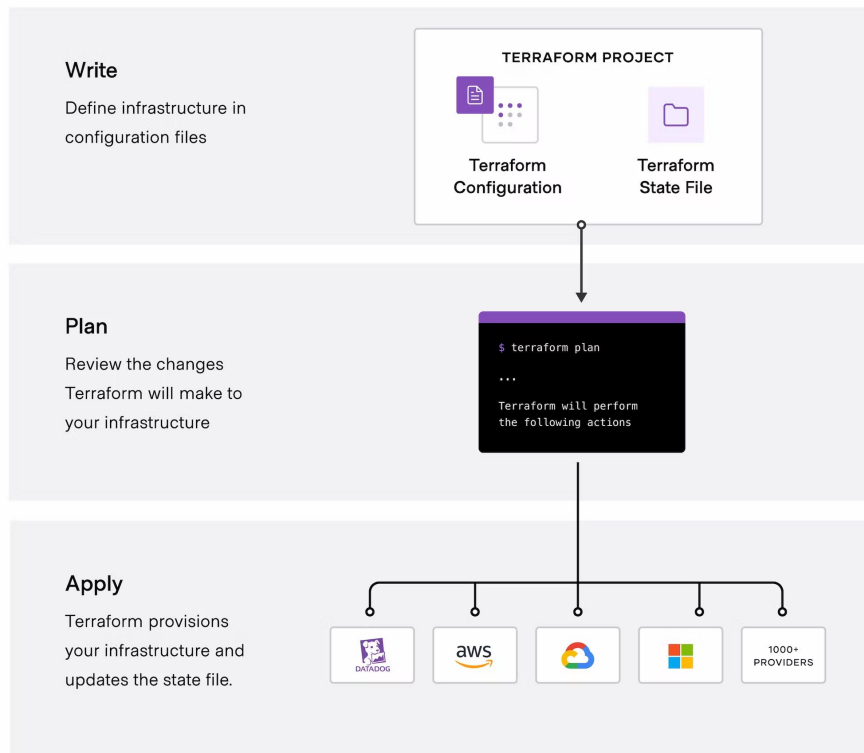 Write
Define infrastructure in
configuration files
TERRAFORM PROJECT
Terraform
Configuration
Terraform
State File
Plan
Review the changes
Terraform will make to
your infrastructure
$ terraform plan
...
Terraform will perform
the following actions
Apply
Terraform provisions
your infrastructure and
updates the state file.
DATADOG
aws
1000+
PROVIDERS